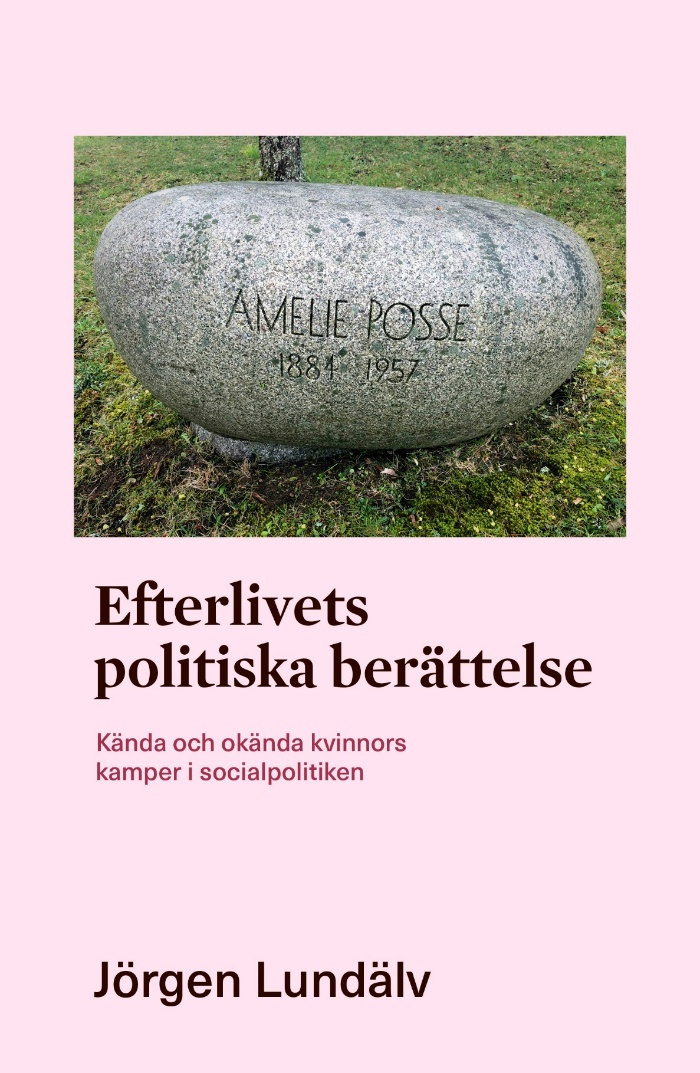 AMELIE POSSE
1884 1957
Efterlivets
politiska berättelse
Kända och okända kvinnors
kamper i socialpolitiken
Jörgen Lundälv